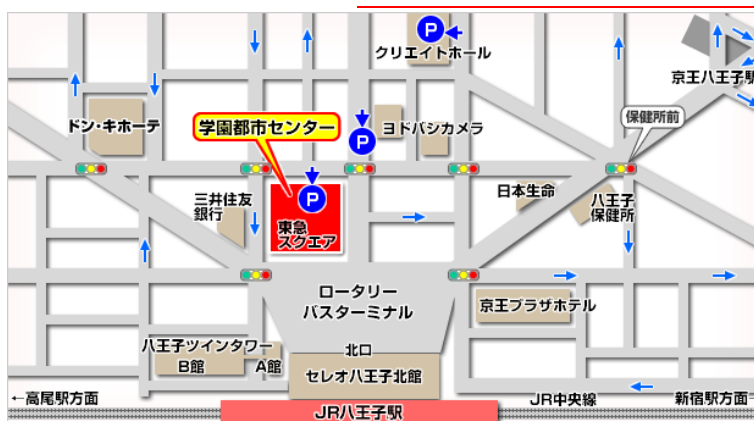 P
クリエイトホール
京王八王子駅
ドン・キホーテ
学園都市センター
P
ヨドバシカメラ
保健所前
三井住友
銀行
P
東急
スクエア
日本生命
八王子
保健所
ロータリー
バスターミナル
京王プラザホテル
八王子ツインタワー
B館
A館
北口
セレオ八王子北館
←高尾駅方面
JR八王子駅
JR中央線
新宿駅方面→